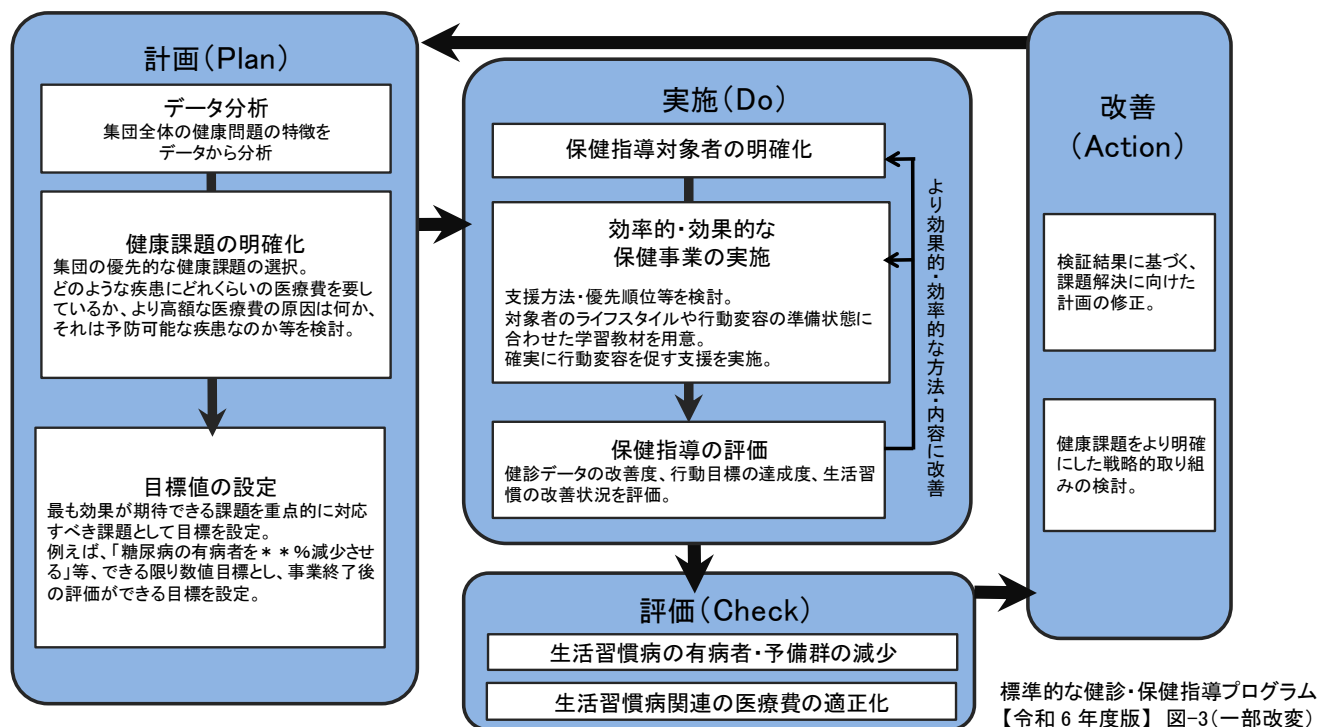 計画(Plan)
データ分析
集団全体の健康問題の特徴を
データから分析
健康課題の明確化
集団の優先的な健康課題の選択。
どのような疾患にどれくらいの医療費を要し
ているか、より高額な医療費の原因は何か、
それは予防可能な疾患なのか等を検討。
目標値の設定
最も効果が期待できる課題を重点的に対応
すべき課題として目標を設定。
例えば、「糖尿病の有病者を＊＊%減少させ
る」等、できる限り数値目標とし、事業終了後
の評価ができる目標を設定。
実施(Do)
保健指導対象者の明確化
効率的・効果的な
保健事業の実施
支援方法・優先順位等を検討。
対象者のライフスタイルや行動変容の準備状態に
合わせた学習教材を用意。
確実に行動変容を促す支援を実施。
保健指導の評価
健診データの改善度、行動目標の達成度、生活習
慣の改善状況を評価。
より効果的・効率的な方法・内容に改善
評価(Check)
生活習慣病の有病者・予備群の減少
生活習慣病関連の医療費の適正化
改善
(Action)
検証結果に基づく、
課題解決に向けた
計画の修正。
健康課題をより明確
にした戦略的取り組
みの検討。
標準的な健診・保健指導プログラム
【令和6年度版】 図-3(一部改変)